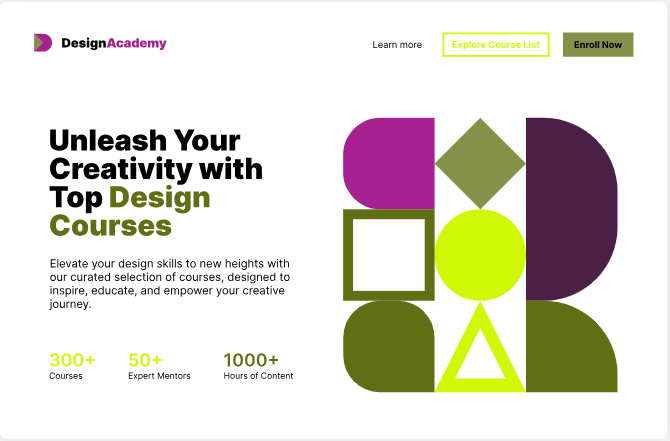 DesignAcademy
Learn more
Explore Course List
Enroll Now
Unleash Your
Creativity with
Top Design
Courses
Elevate your design skills to new heights with
our curated selection of courses, designed to
inspire, educate, and empower your creative
journey.
300+
50+
1000+
Courses
Expert Mentors
Hours of Content